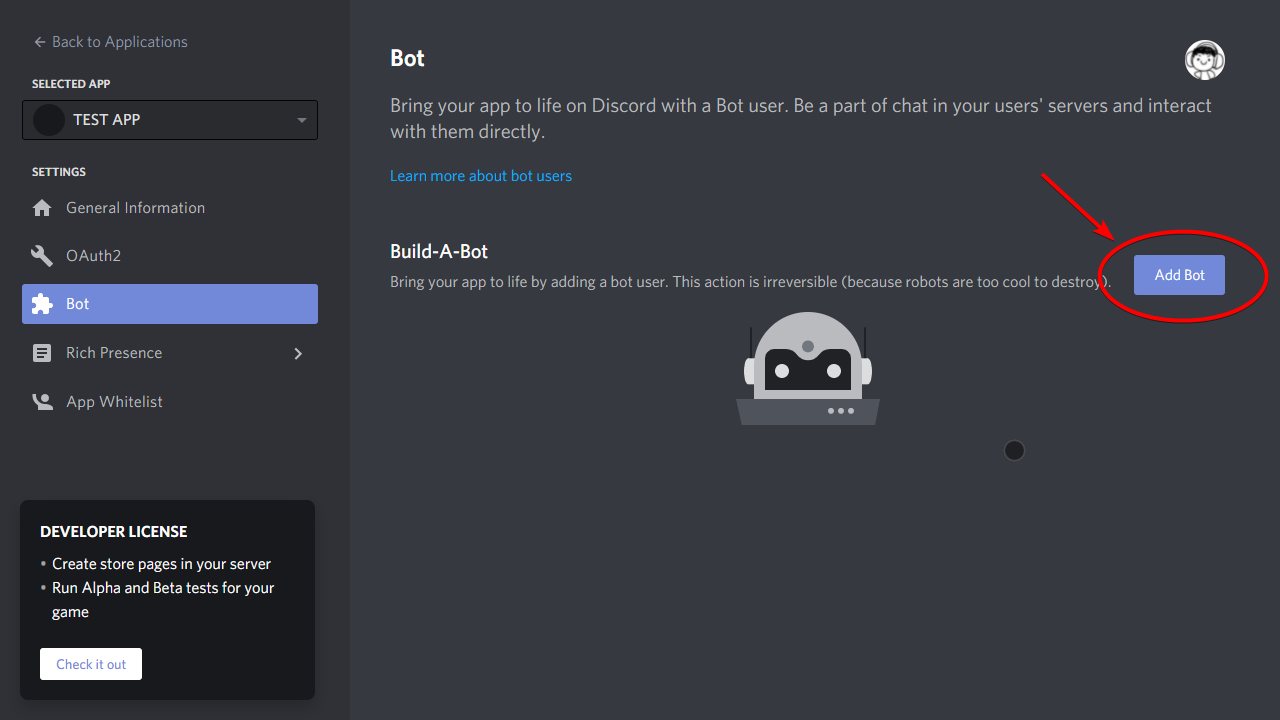 Back to Applications
SELECTED APP
TEST APP
SETTINGS
General Information
OAuth2
Bot
Rich Presence
App Whitelist
DEVELOPER LICENSE
• Create store pages in your server
• Run Alpha and Beta tests for your
game
Check it out
Bot
Bring your app to life on Discord with a Bot user. Be a part of chat in your users' servers and interact
with them directly.
Learn more about bot users
Build-A-Bot
Bring your app to life by adding a bot user. This action is irreversible (because robots are too cool to destroy).
Add Bot